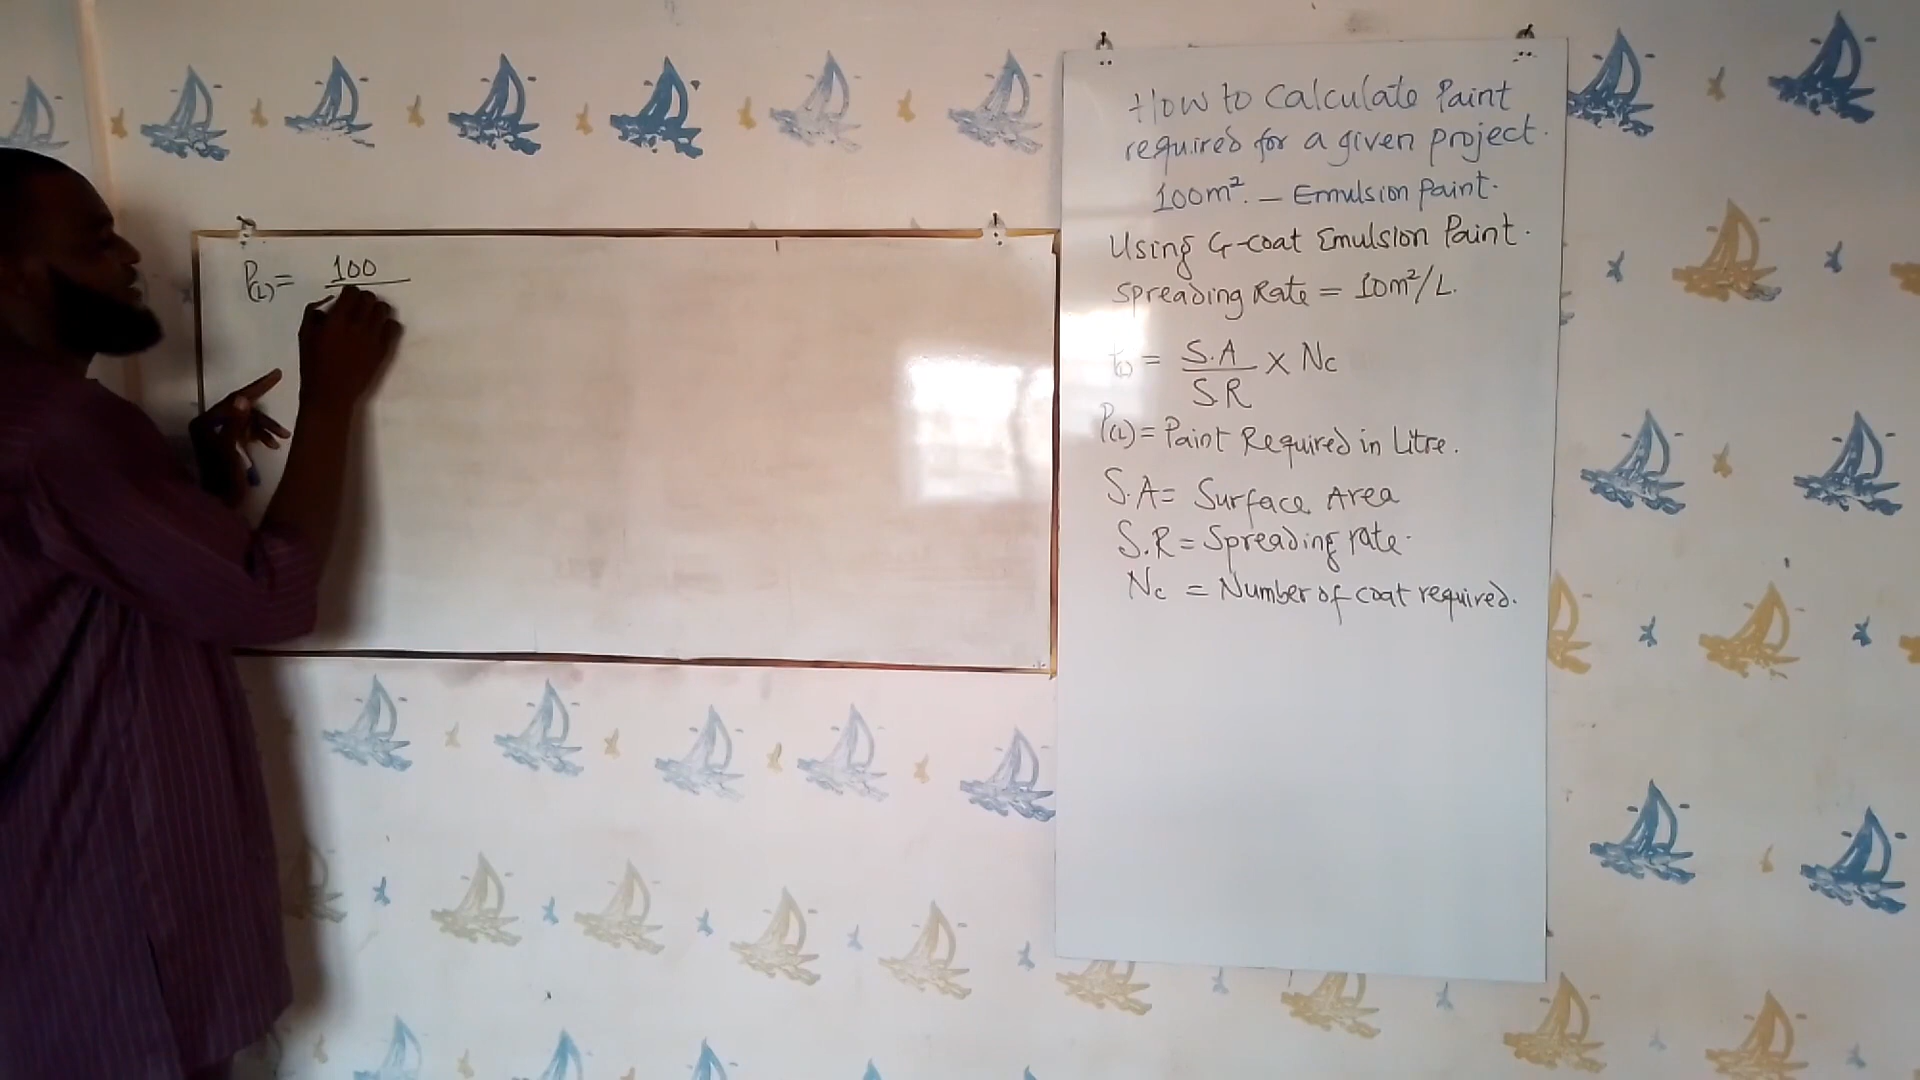 P(L) = 100
How to Calculate Paint
required for a given project.
100m². – Emulsion Paint.
Using G-coat Emulsion Paint.
Spreading Rate = 10m²/L.
(L) = S.A / S.R × Nc
P(L) = Paint Required in Litre.
S.A = Surface Area
S.R = Spreading rate.
Nc = Number of coat required.